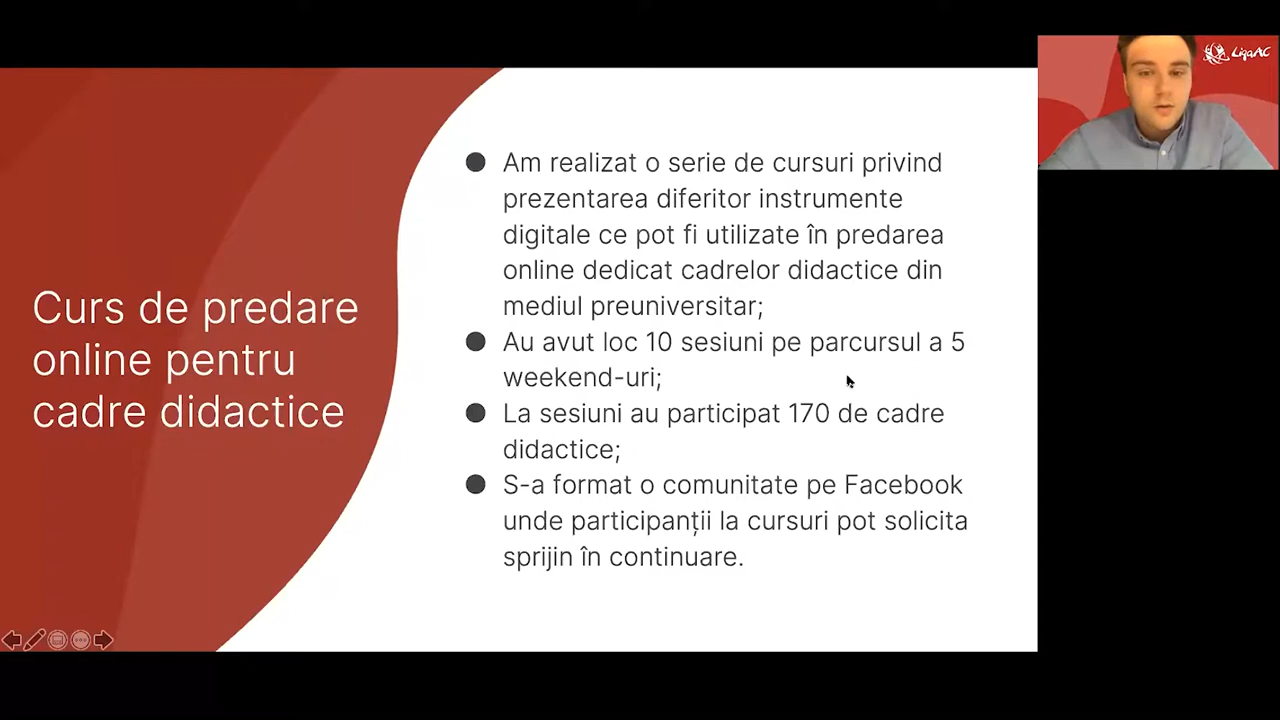 LigaAC
Curs de predare
online pentru
cadre didactice
Am realizat o serie de cursuri privind
prezentarea diferitor instrumente
digitale ce pot fi utilizate în predarea
online dedicat cadrelor didactice din
mediul preuniversitar;
Au avut loc 10 sesiuni pe parcursul a 5
weekend-uri;
La sesiuni au participat 170 de cadre
didactice;
S-a format o comunitate pe Facebook
unde participanții la cursuri pot solicita
sprijin în continuare.